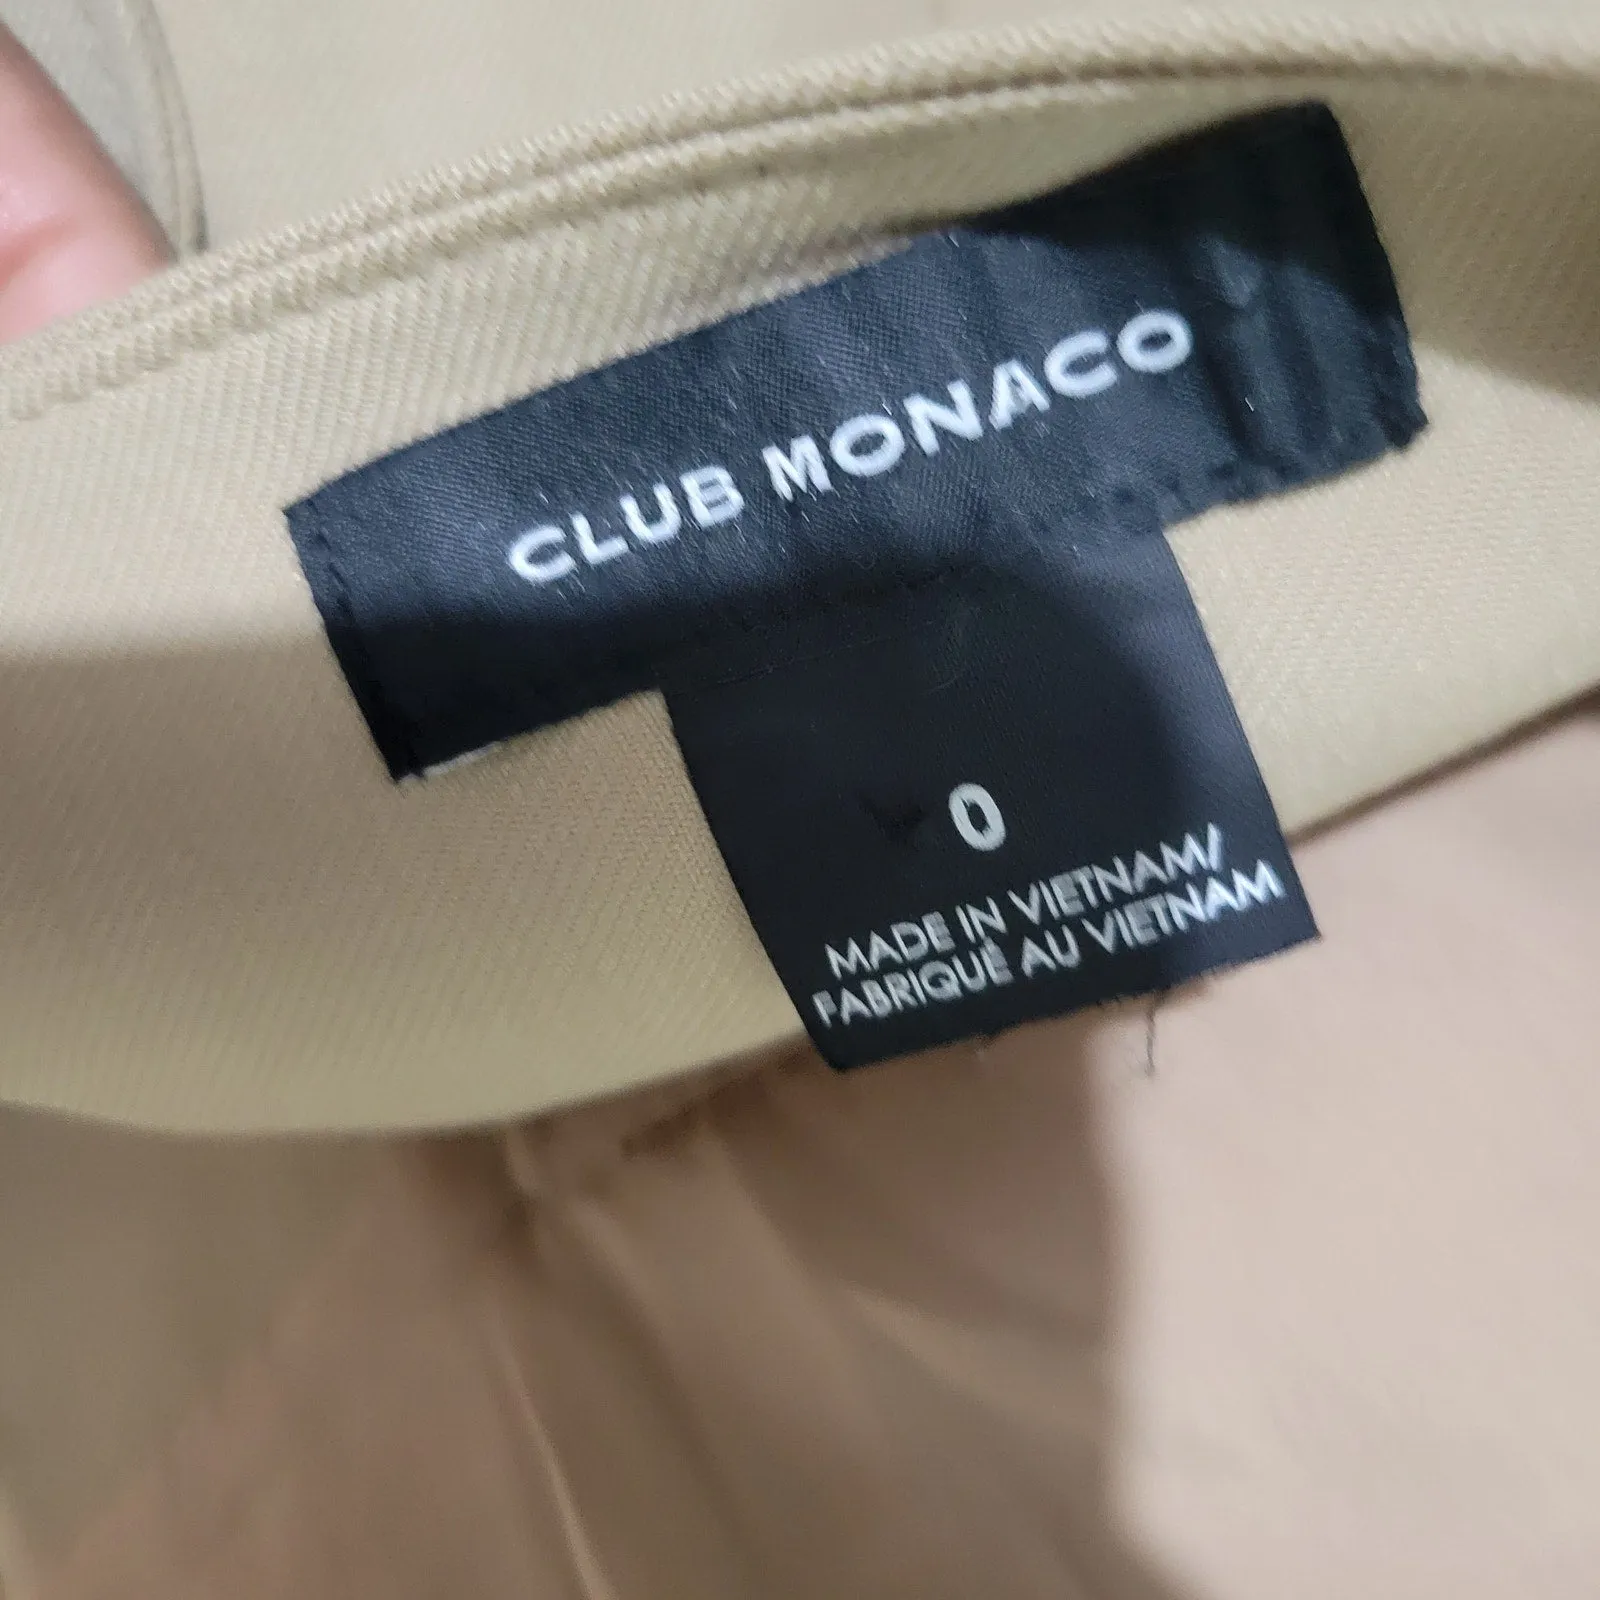 CLUB MONACO
0
MADE IN VIETNAM/
FABRIQUÉ AU VIETNAM